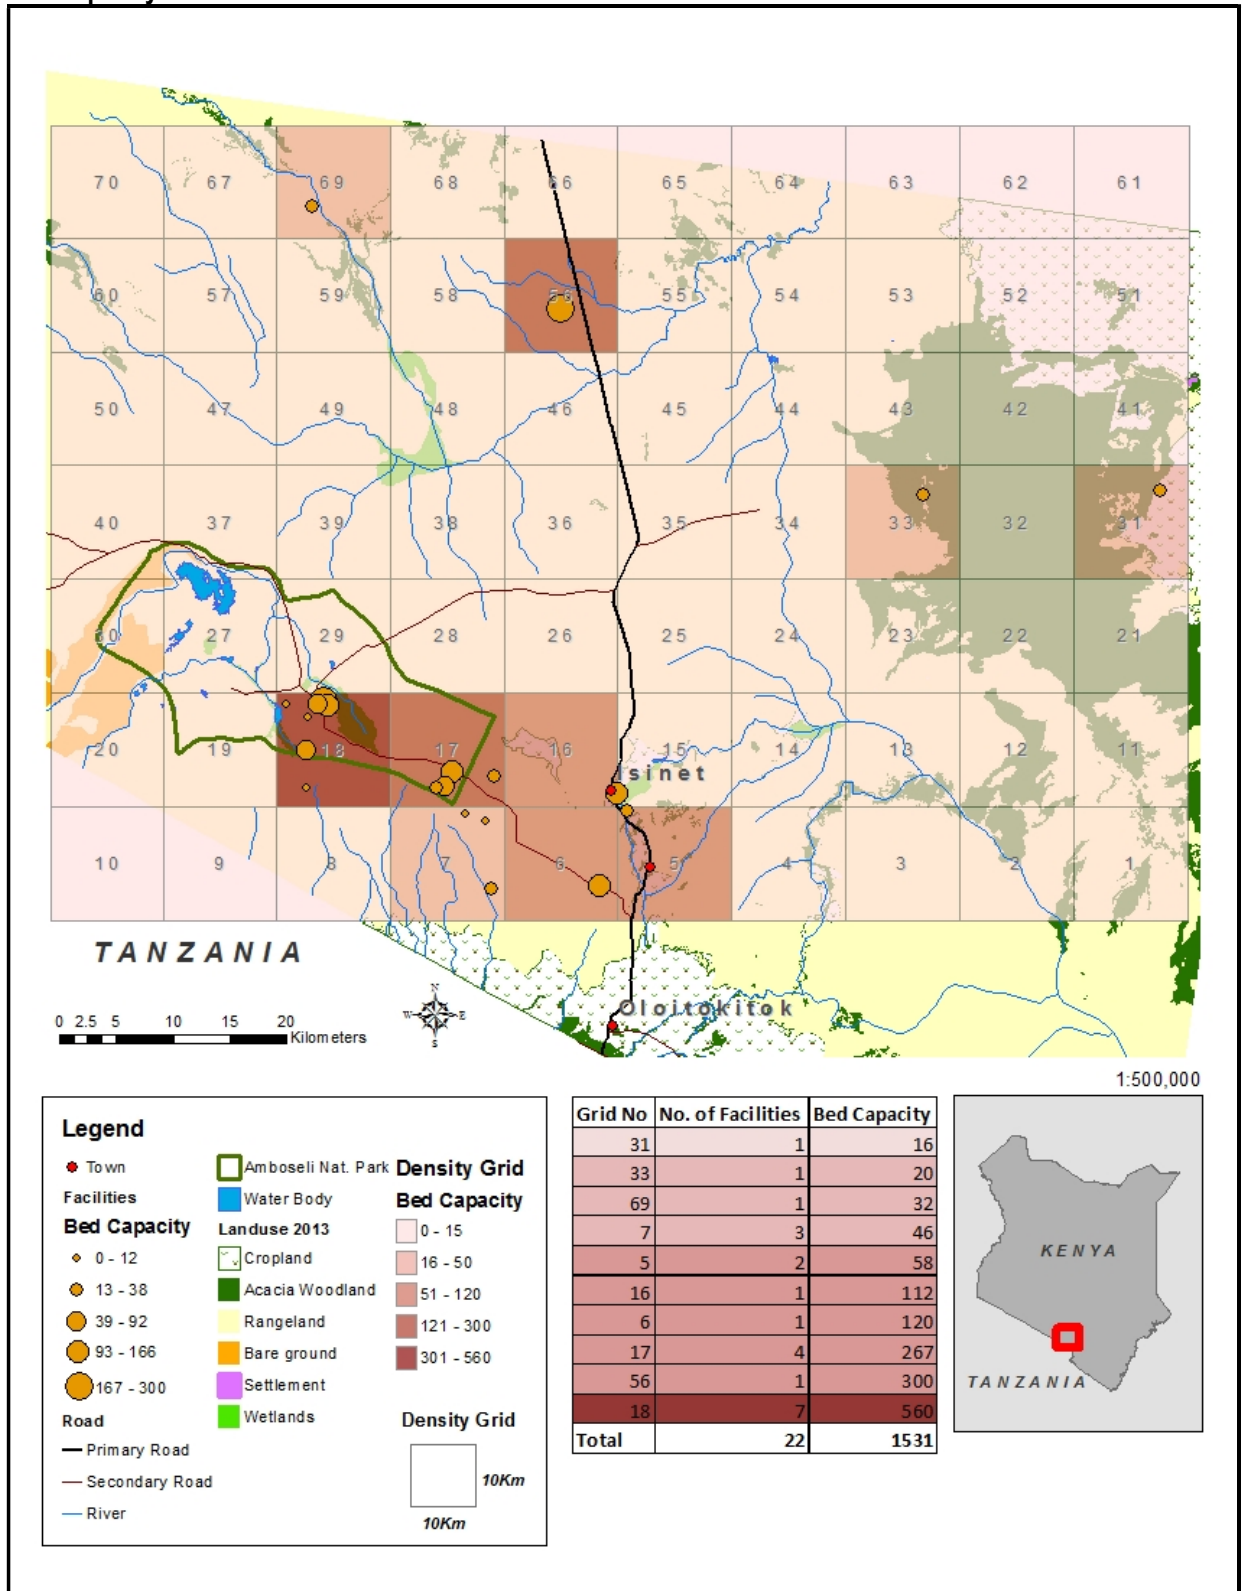 70 67 69 68 66 65 64 63 62 61
60 57 59 58 56 55 54 53 52 51
50 47 49 48 46 45 44 43 42 41
40 37 39 38 36 35 34 33 32 31
30 27 29 28 26 25 24 23 22 21
20 19 18 17 16 15 14 13 12 11
Isinet
10 9 8 7 6 5 4 3 2 1
TANZANIA
Oloitokitok
N
W E
S
0 2.5 5 10 15 20
Kilometers
1:500,000
Legend
Town
Facilities
Bed Capacity
0 - 12
13 - 38
39 - 92
93 - 166
167 - 300
Road
Primary Road
Secondary Road
River
Amboseli Nat. Park
Water Body
Landuse 2013
Cropland
Acacia Woodland
Rangeland
Bare ground
Settlement
Wetlands
Density Grid
Bed Capacity
0 - 15
16 - 50
51 - 120
121 - 300
301 - 560
Density Grid
10Km
10Km
Grid No No. of Facilities Bed Capacity
31 1 16
33 1 20
69 1 32
7 3 46
5 2 58
16 1 112
6 1 120
17 4 267
56 1 300
18 7 560
Total 22 1531
KENYA
TANZANIA